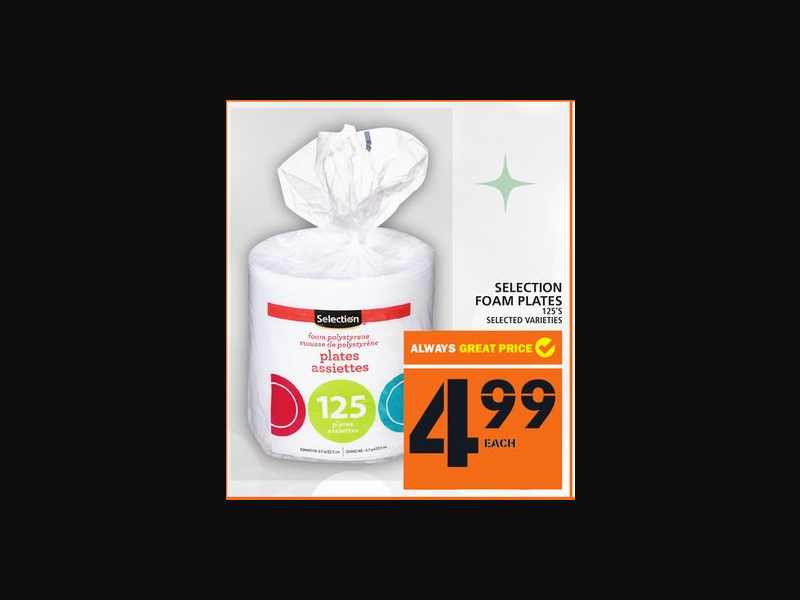 Selection
foam polystyrene
mousse de polystyrène
plates
assiettes
125
plates
assiettes
SELECTION
FOAM PLATES
125'S
SELECTED VARIETIES
ALWAYS GREAT PRICE
4.99
EACH